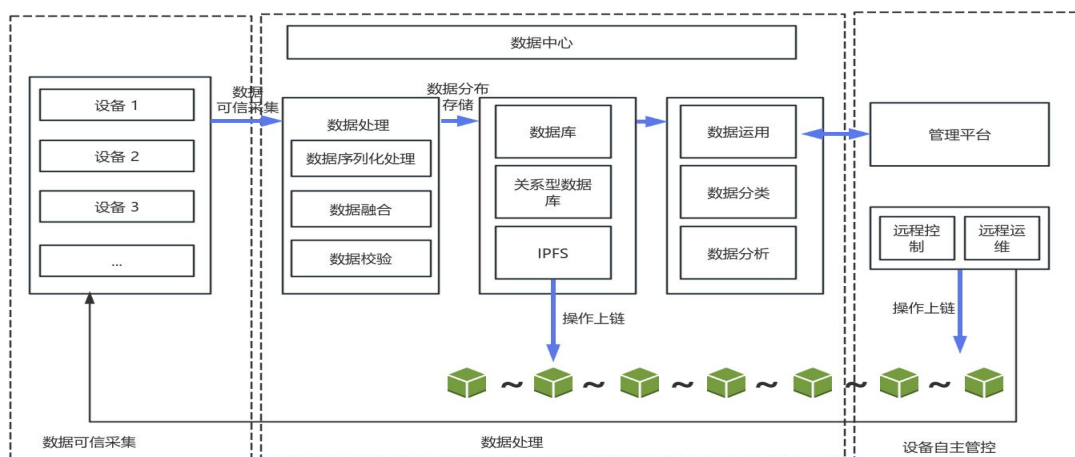 数据中心
设备 1
设备 2
设备 3
...
数据
可信采集
数据处理
数据序列化处理
数据融合
数据校验
数据分布
存储
数据库
关系型数据
库
IPFS
数据运用
数据分类
数据分析
管理平台
远程控
制
远程运
维
操作上链
操作上链
~ ~ ~ ~ ~ ~
数据可信采集
数据处理
设备自主管控